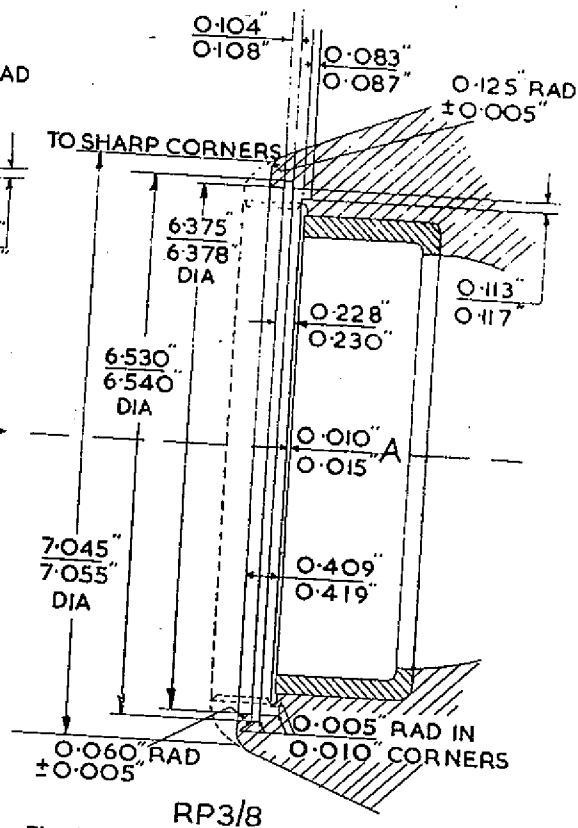 0·104"
0·108"
0·083"
0·087"
RAD
0·125" RAD
±0·005"
TO SHARP CORNERS
6·375"
6·378"
DIA
0·113"
0·117"
0·228"
0·230"
6·530"
6·540"
DIA
0·010"
0·015" A
7·045"
7·055"
DIA
0·409"
0·419"
0·005" RAD IN
0·010" CORNERS
0·060" RAD
±0·005"
RP3/8